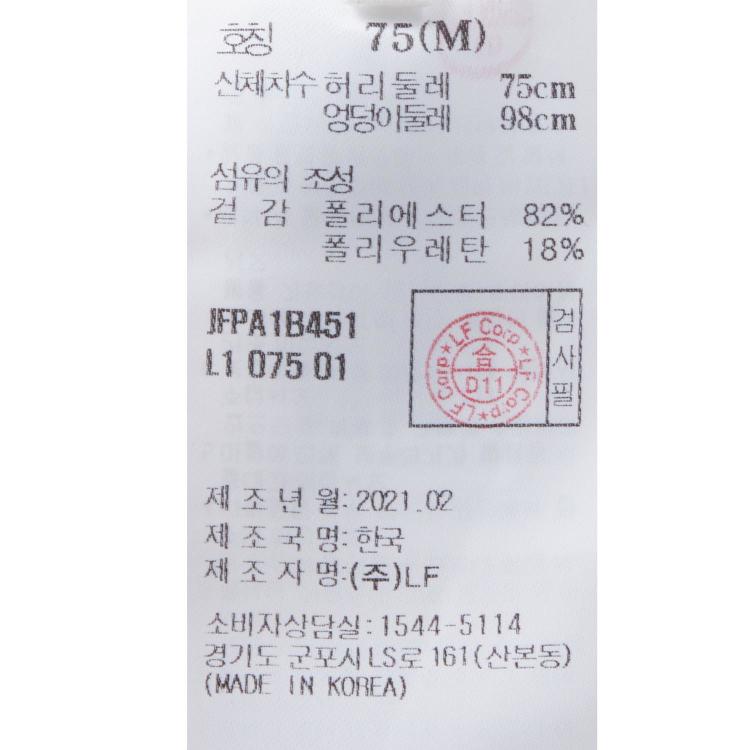 호칭 75(M)
신체치수 허리둘레 75cm
엉덩이둘레 98cm
섬유의 조성
겉감 폴리에스터 82%
폴리우레탄 18%
JFPA1B451
L1 075 01
LF Corp★LF Corp★LF Corp★
合
D11
검사필
제조년월: 2021.02
제조국명: 한국
제조자명:(주)LF
소비자상담실: 1544-5114
경기도 군포시 LS로 161(산본동)
(MADE IN KOREA)